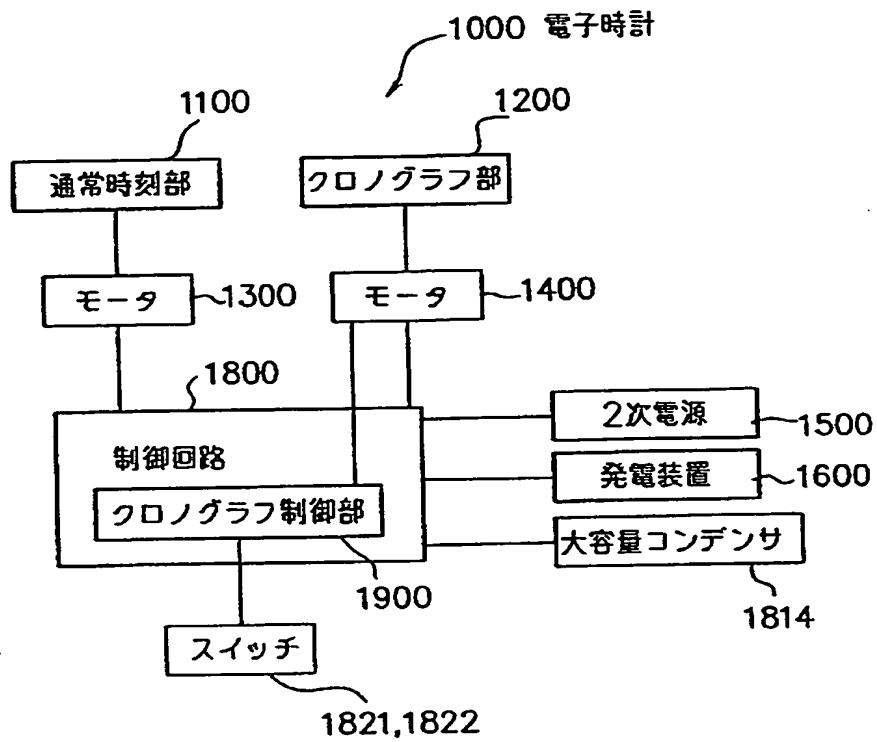 1000 電子時計
1100
1200
通常時刻部
クロノグラフ部
モータ
1300
モータ
1400
1800
制御回路
クロノグラフ制御部
1900
2次電源
1500
発電装置
1600
大容量コンデンサ
1814
スイッチ
1821,1822